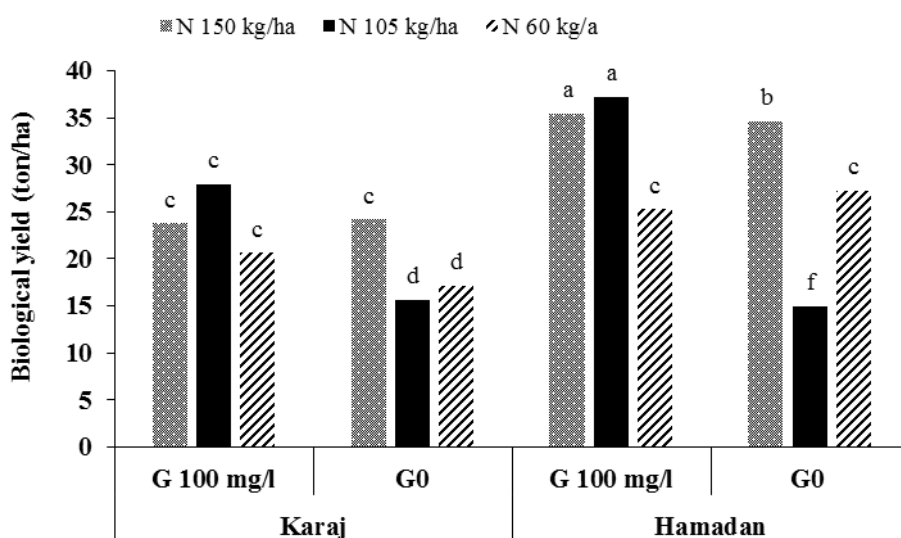 N 150 kg/ha N 105 kg/ha N 60 kg/a
Biological yield (ton/ha)
40
35
30
25
20
15
10
5
0
c c c c d d a a c b f c
G 100 mg/l G0 G 100 mg/l G0
Karaj Hamadan